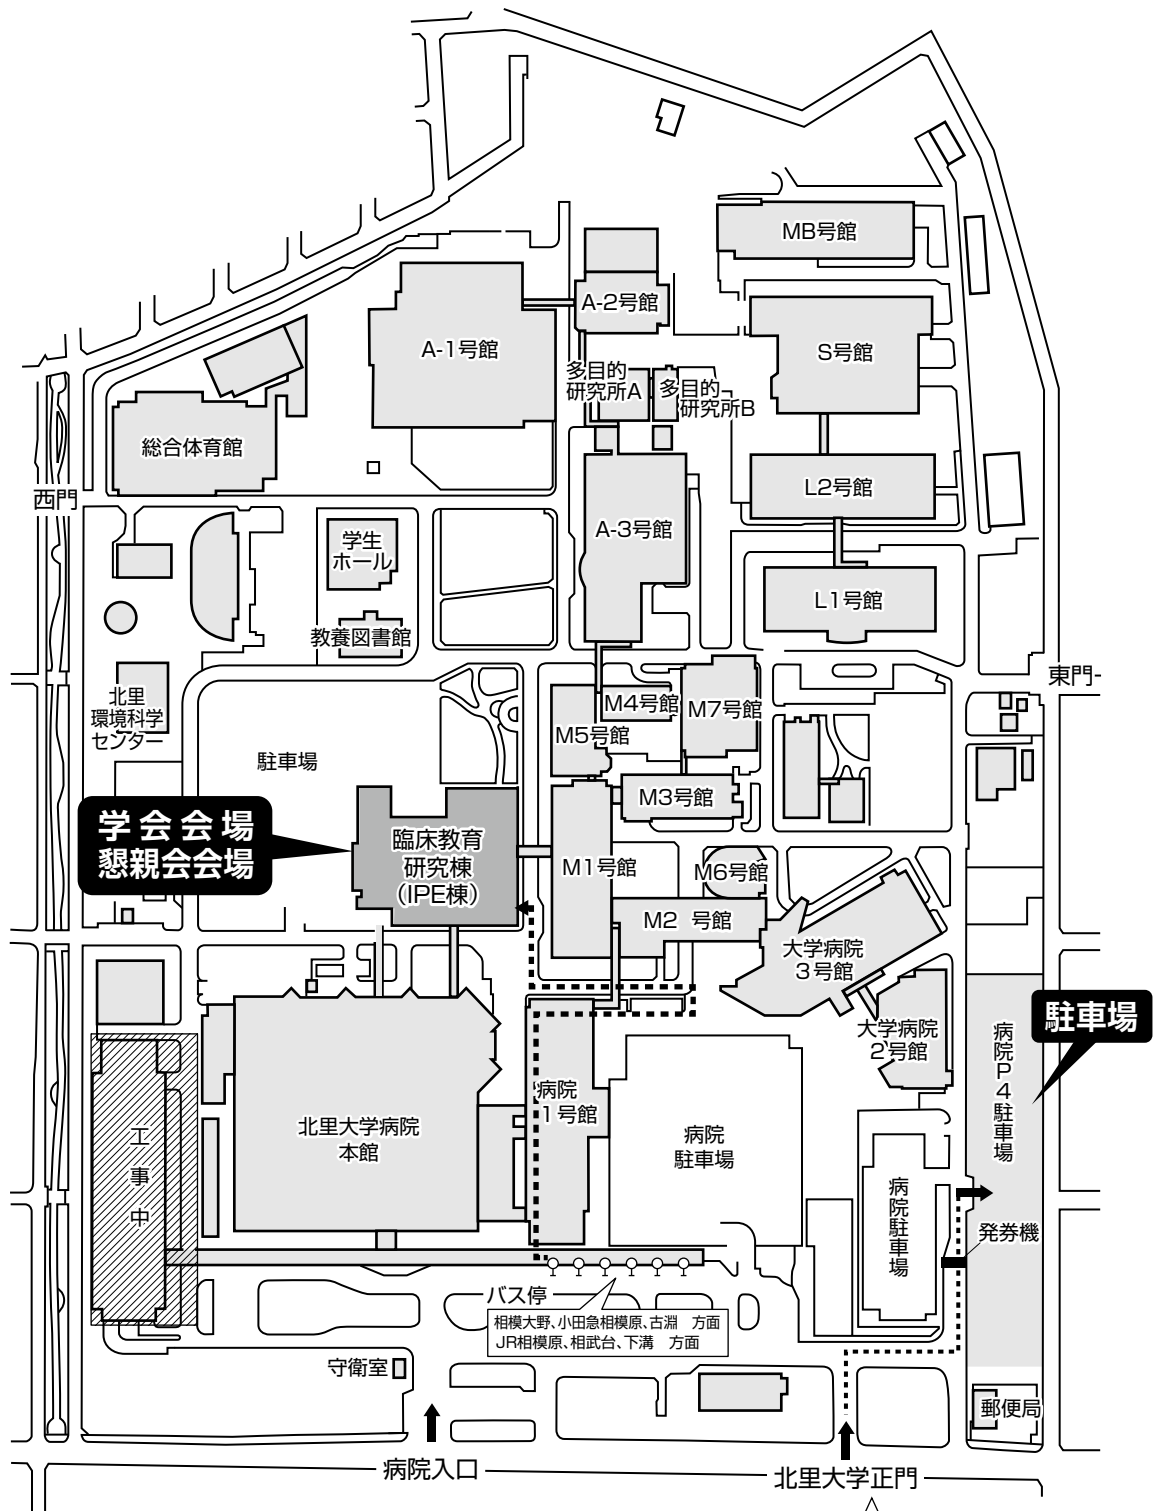 MB号館
A-2号館
A-1号館
S号館
多目的
研究所A
多目的
研究所B
総合体育館
L2号館
西門
A-3号館
学生
ホール
L1号館
教養図書館
東門
北里
環境科学
センター
M4号館
M7号館
M5号館
駐車場
M3号館
学会会場
懇親会会場
臨床教育
研究棟
（IPE棟）
M1号館
M6号館
M2 号館
大学病院
3号館
駐車場
大学病院
2号館
病院P4駐車場
病院
1号館
北里大学病院
本館
工事中
病院
駐車場
病院駐車場
発券機
バス停
相模大野、小田急相模原、古淵　方面
JR相模原、相武台、下溝　方面
守衛室
郵便局
病院入口
北里大学正門